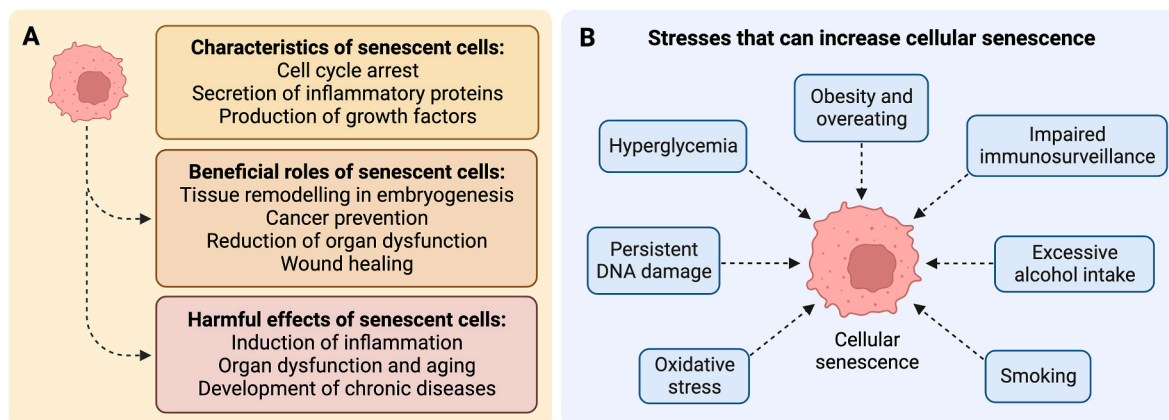 A
Characteristics of senescent cells:
Cell cycle arrest
Secretion of inflammatory proteins
Production of growth factors
Beneficial roles of senescent cells:
Tissue remodelling in embryogenesis
Cancer prevention
Reduction of organ dysfunction
Wound healing
Harmful effects of senescent cells:
Induction of inflammation
Organ dysfunction and aging
Development of chronic diseases
B
Stresses that can increase cellular senescence
Obesity and
overeating
Hyperglycemia
Impaired
immunosurveillance
Persistent
DNA damage
Excessive
alcohol intake
Cellular
senescence
Oxidative
stress
Smoking